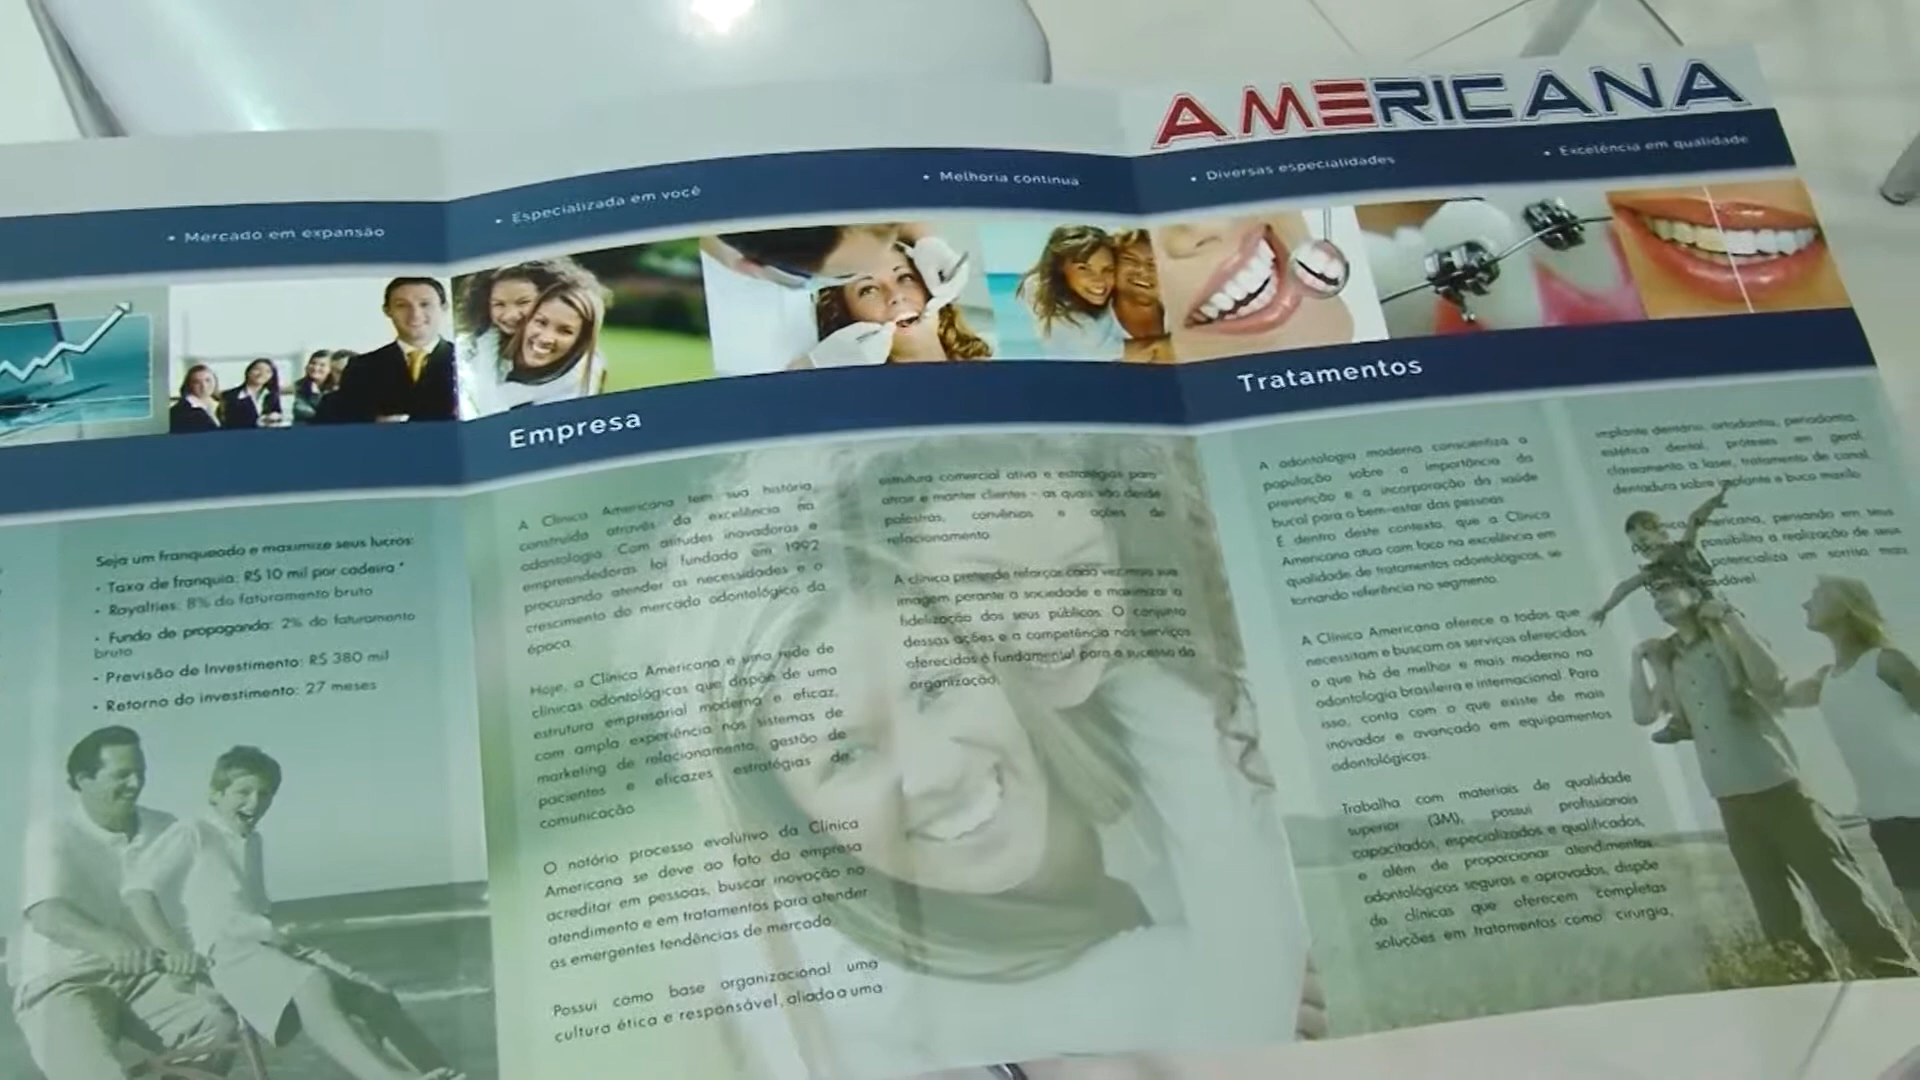 AMERICANA
• Mercado em expansão
• Especializada em você
• Melhoria contínua
• Diversas especialidades
• Excelência em qualidade
Seja um franqueado e maximize seus lucros:
• Taxa de franquia: R$ 10 mil por cadeira *
• Royalties: 8% do faturamento bruto
• Fundo de propaganda: 2% do faturamento
bruto
• Previsão de Investimento: R$ 380 mil
• Retorno do investimento: 27 meses
Empresa
A Clínica Americana tem sua história
construída através da excelência na
odontologia. Com atitudes inovadoras e
empreendedoras foi fundada em 1992
procurando atender as necessidades e o
crescimento do mercado odontológico da
época.
Hoje, a Clínica Americana é uma rede de
clínicas odontológicas que dispõe de uma
estrutura empresarial moderna e eficaz,
com ampla experiência nos sistemas de
marketing de relacionamento, gestão de
pacientes e eficazes estratégias de
comunicação.
O notório processo evolutivo da Clínica
Americana se deve ao fato da empresa
acreditar em pessoas, buscar inovação no
atendimento e em tratamentos para atender
as emergentes tendências de mercado.
Possui como base organizacional uma
cultura ética e responsável, aliada a uma
estrutura comercial ativa e estratégias para
atrair e manter clientes - as quais são desde
palestras, convênios e ações de
relacionamento.
A clínica pretende reforçar cada vez mais sua
imagem perante a sociedade e maximizar a
fidelização dos seus públicos. O conjunto
dessas ações e a competência nos serviços
oferecidos é fundamental para o sucesso da
organização.
Tratamentos
A odontologia moderna conscientiza a
população sobre a importância da
prevenção e a incorporação da saúde
bucal para o bem-estar das pessoas.
É dentro deste contexto, que a Clínica
Americana atua com foco na excelência em
qualidade de tratamentos odontológicos, se
tornando referência no segmento.
A Clínica Americana oferece a todos que
necessitam e buscam os serviços oferecidos
o que há de melhor e mais moderno na
odontologia brasileira e internacional. Para
isso, conta com o que existe de mais
inovador e avançado em equipamentos
odontológicos.
Trabalha com materiais de qualidade
superior (3M), possui profissionais
capacitados, especializados e qualificados,
e além de proporcionar atendimentos
odontológicos seguros e aprovados, dispõe
de clínicas que oferecem completas
soluções em tratamentos como cirurgia,
implante dentário, ortodontia, periodontia,
estética dental, próteses em geral,
clareamento a laser, tratamento de canal,
dentadura sobre implante e buco maxilo.
Americana, pensando em seus
possibilita a realização de seus
potencializa um sorriso mais
saudável.